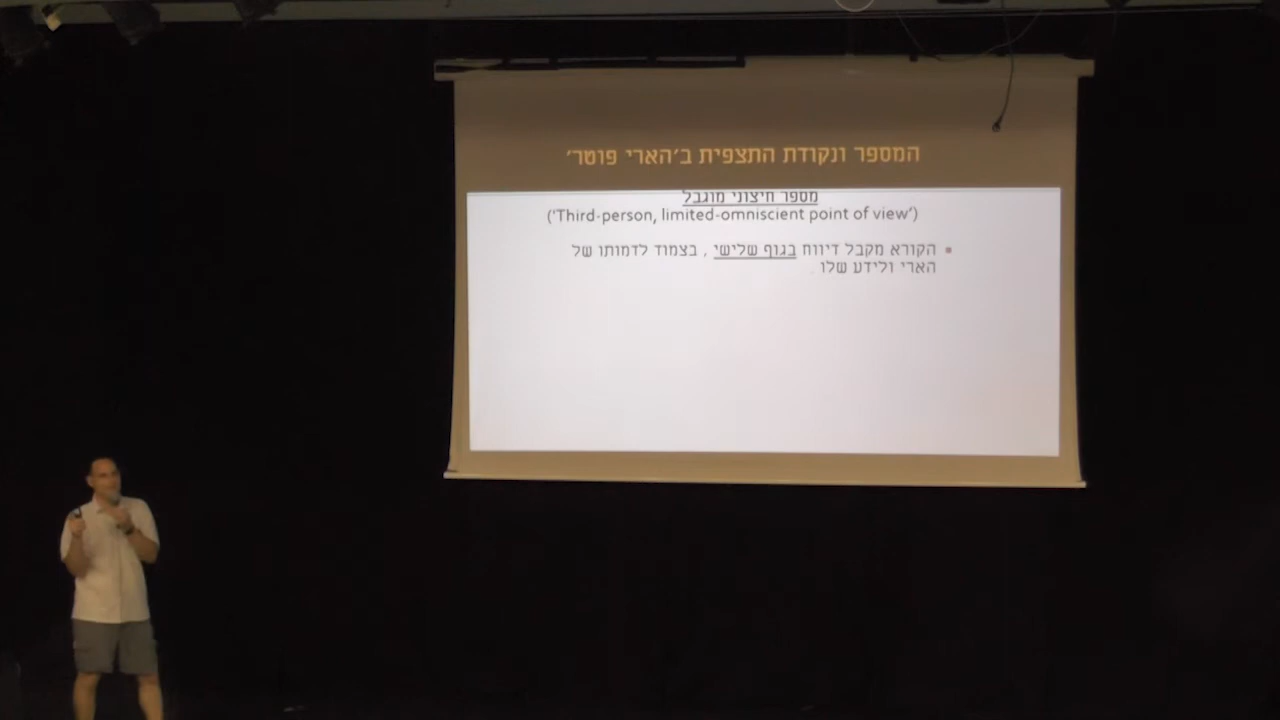 המספר ונקודת התצפית ב'הארי פוטר'
מספר חיצוני מוגבל
('Third-person, limited-omniscient point of view')
הקורא מקבל דיווח בגוף שלישי , בצמוד לדמותו של
הארי ולידע שלו